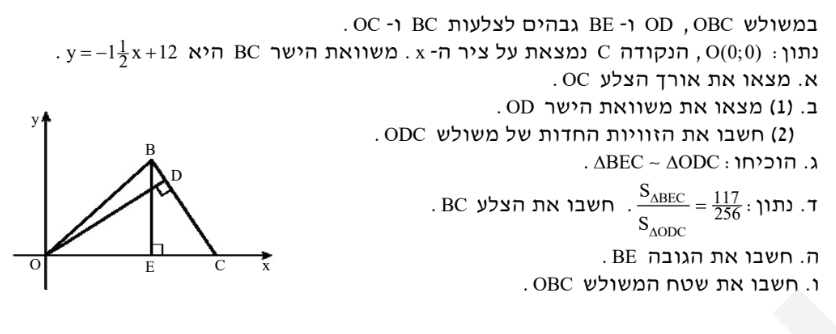 במשולש OBC, OD ו- BE גבהים לצלעות BC ו- OC.
נתון: O(0;0), הנקודה C נמצאת על ציר ה- x. משוואת הישר BC היא y = −1½x + 12.
א. מצאו את אורך הצלע OC.
ב. (1) מצאו את משוואת הישר OD.
(2) חשבו את הזוויות החדות של משולש ODC.
ג. הוכיחו: ΔBEC ~ ΔODC.
ד. נתון: S_ΔBEC / S_ΔODC = 117/256. חשבו את הצלע BC.
ה. חשבו את הגובה BE.
ו. חשבו את שטח המשולש OBC.
y
B
D
O
E
C
x